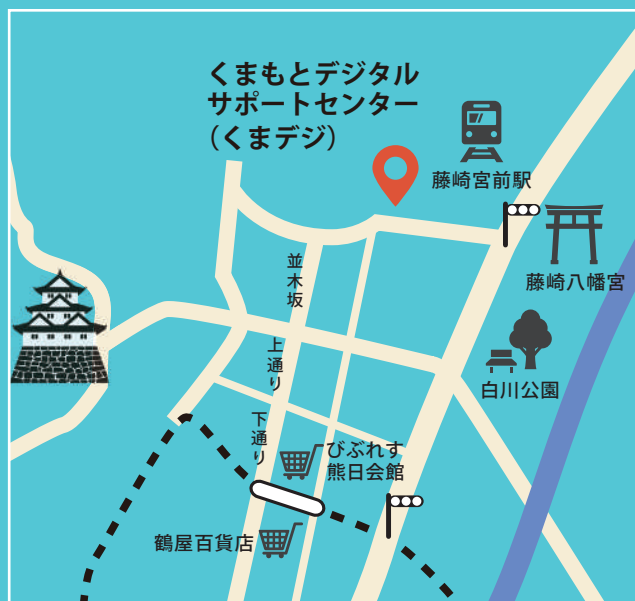 くまもとデジタル
サポートセンター
（くまデジ）
藤崎宮前駅
藤崎八幡宮
並木坂
上通り
白川公園
下通り
びぷれす
熊日会館
鶴屋百貨店